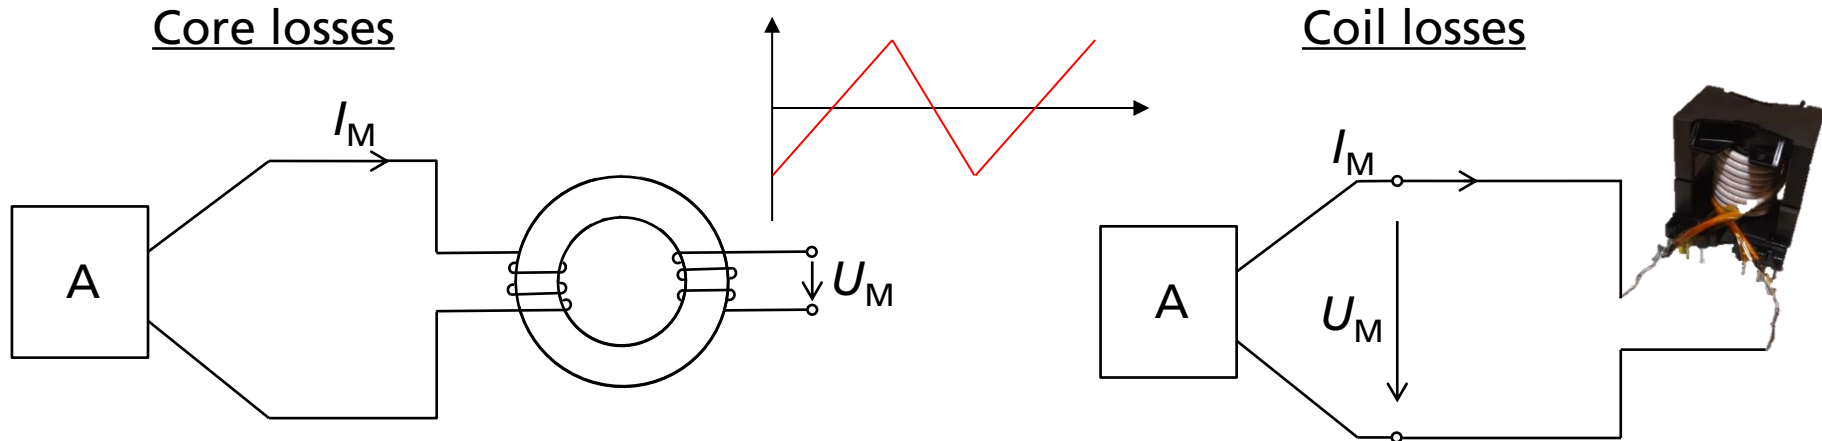 Core losses
Coil losses
I_M
I_M
A
U_M
A
U_M